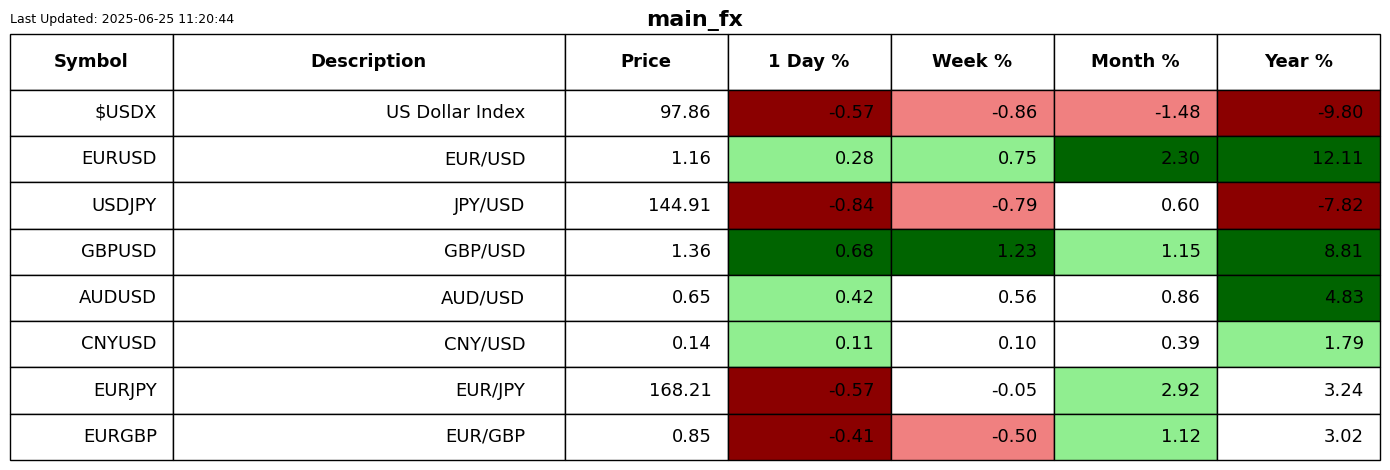 Last Updated: 2025-06-25 11:20:44
main_fx
Symbol Description Price 1 Day % Week % Month % Year %
$USDX US Dollar Index 97.86 -0.57 -0.86 -1.48 -9.80
EURUSD EUR/USD 1.16 0.28 0.75 2.30 12.11
USDJPY JPY/USD 144.91 -0.84 -0.79 0.60 -7.82
GBPUSD GBP/USD 1.36 0.68 1.23 1.15 8.81
AUDUSD AUD/USD 0.65 0.42 0.56 0.86 4.83
CNYUSD CNY/USD 0.14 0.11 0.10 0.39 1.79
EURJPY EUR/JPY 168.21 -0.57 -0.05 2.92 3.24
EURGBP EUR/GBP 0.85 -0.41 -0.50 1.12 3.02